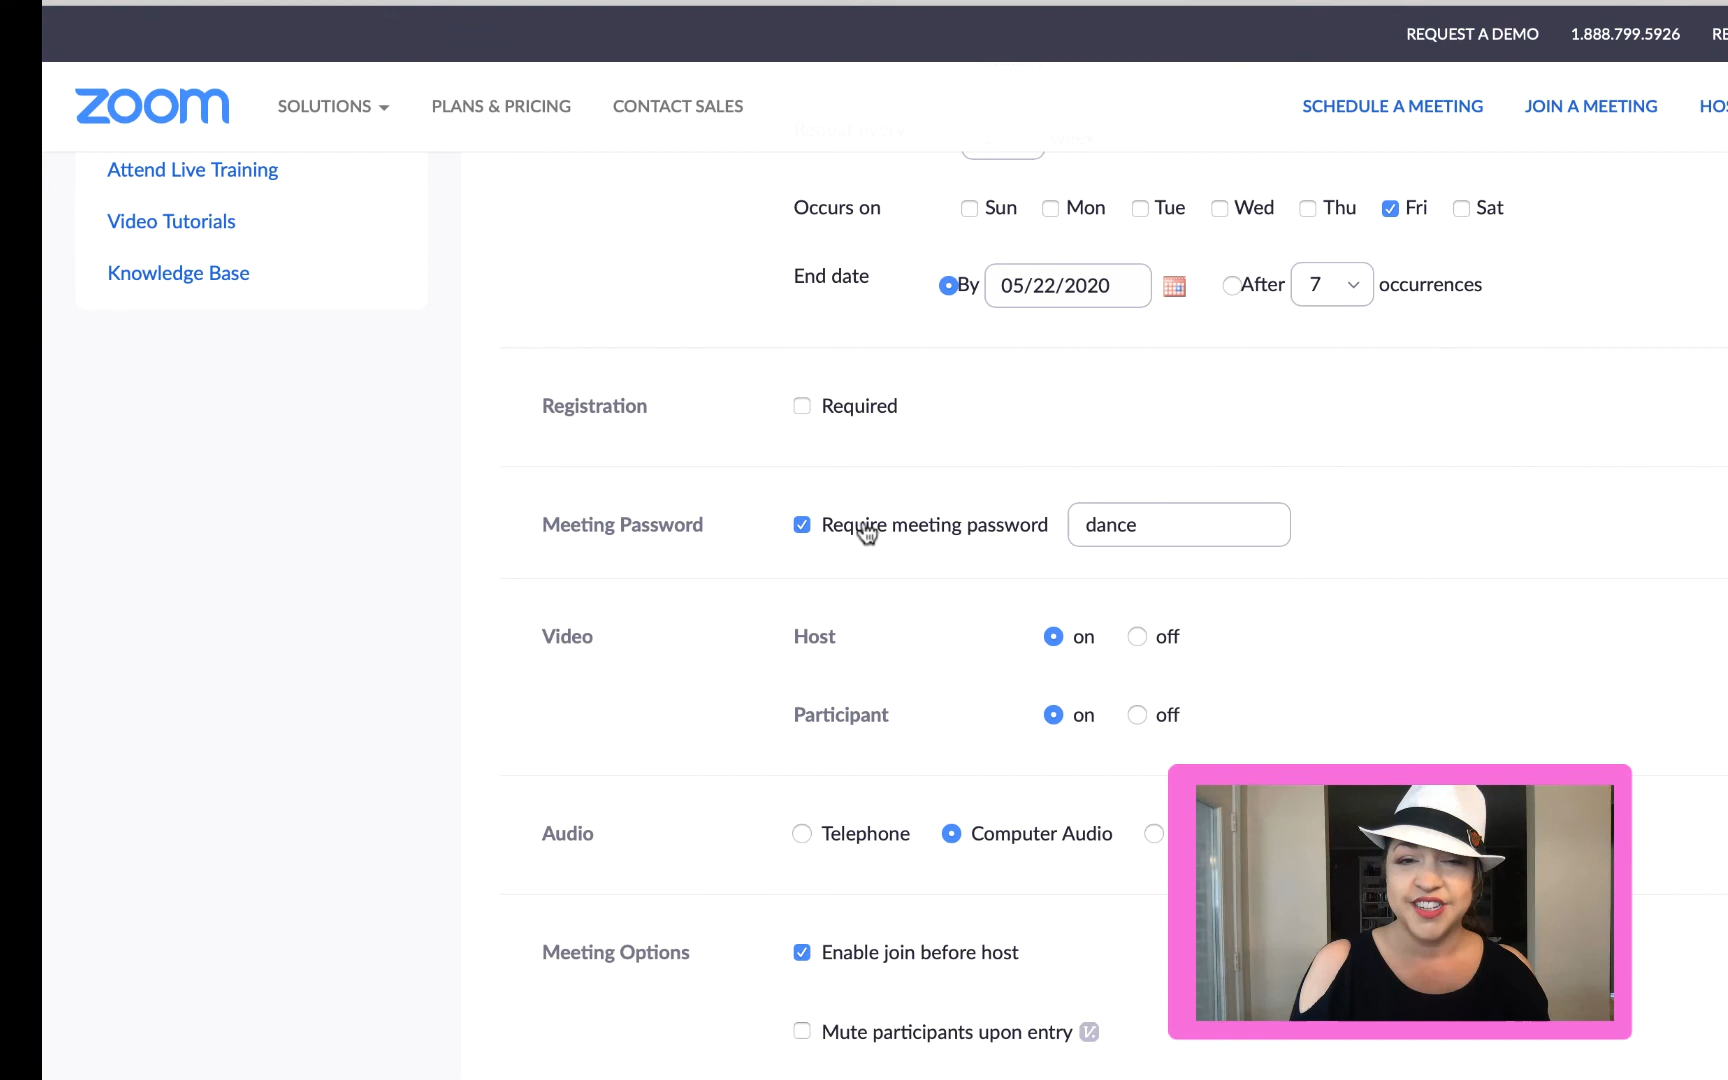 REQUEST A DEMO 1.888.799.5926
zoom SOLUTIONS PLANS & PRICING CONTACT SALES SCHEDULE A MEETING JOIN A MEETING
Attend Live Training
Video Tutorials
Knowledge Base
Occurs on Sun Mon Tue Wed Thu Fri Sat
End date By 05/22/2020 After 7 occurrences
Registration Required
Meeting Password Require meeting password dance
Video Host on off
Participant on off
Audio Telephone Computer Audio
Meeting Options Enable join before host
Mute participants upon entry